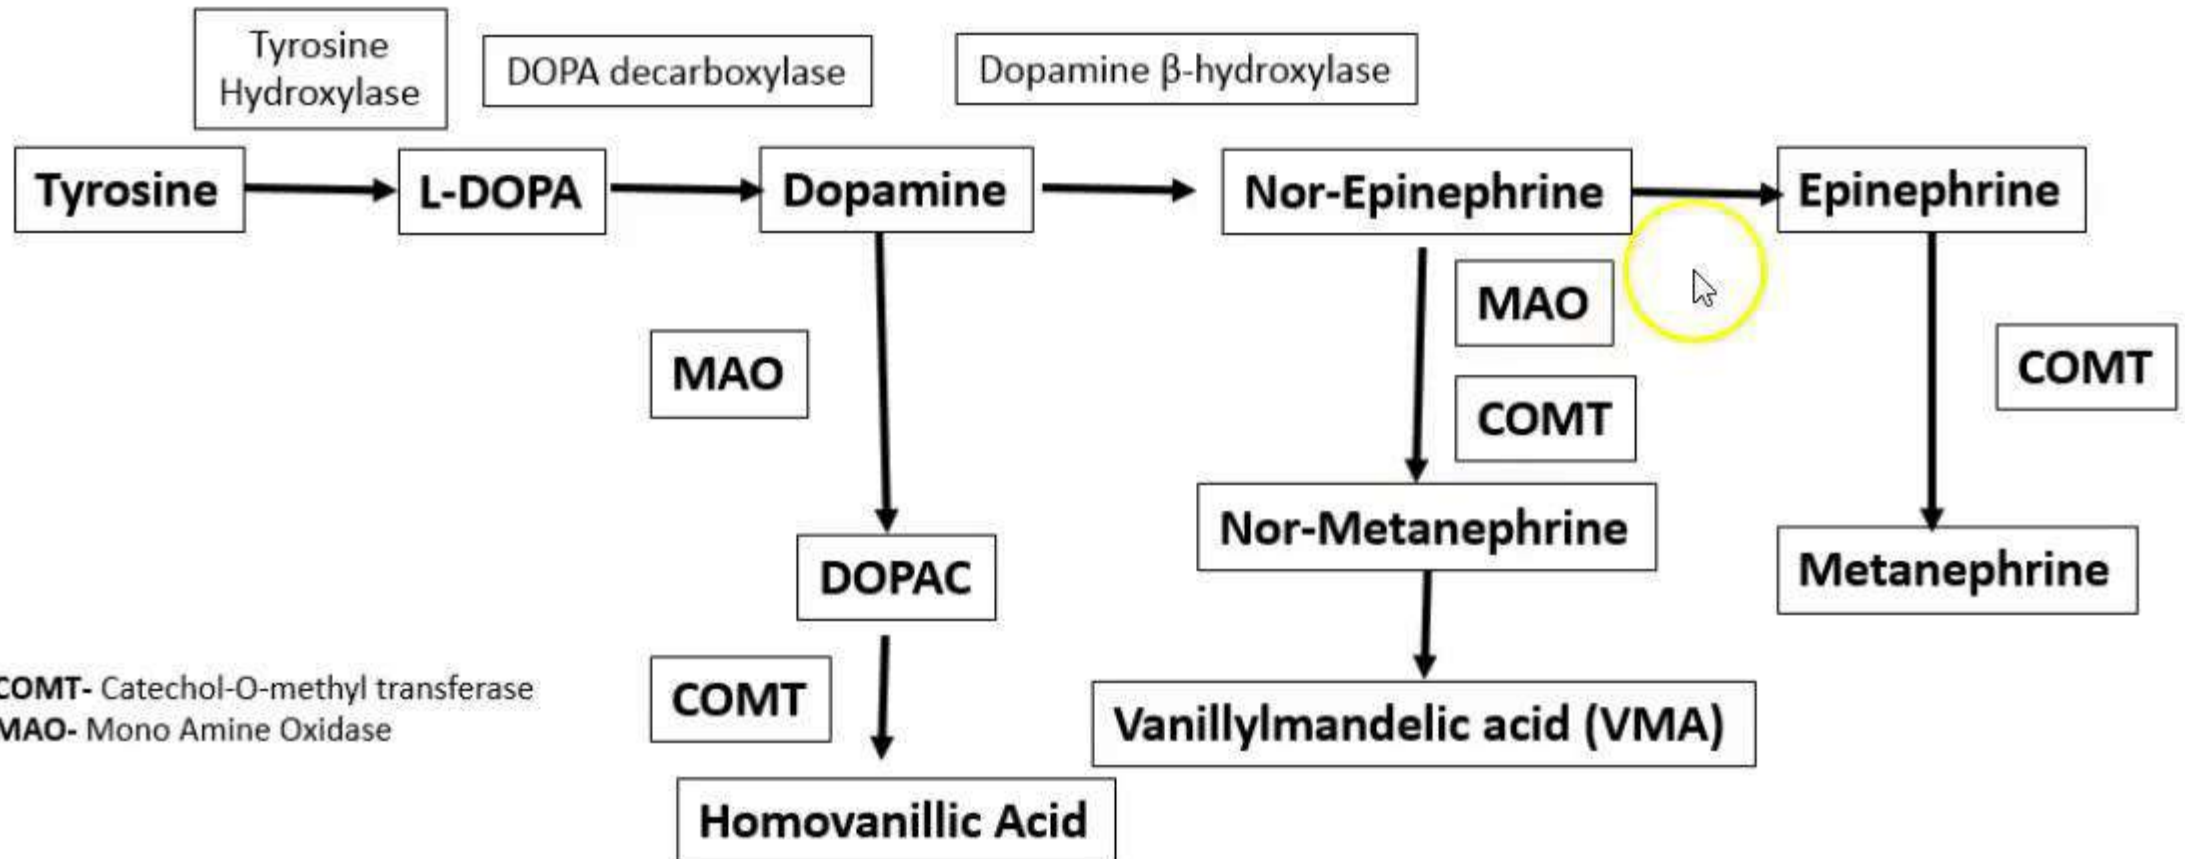 Tyrosine
Hydroxylase
DOPA decarboxylase
Dopamine β-hydroxylase
Tyrosine
L-DOPA
Dopamine
Nor-Epinephrine
Epinephrine
MAO
MAO
COMT
COMT
DOPAC
Nor-Metanephrine
Metanephrine
COMT
Vanillylmandelic acid (VMA)
Homovanillic Acid
COMT- Catechol-O-methyl transferase
MAO- Mono Amine Oxidase